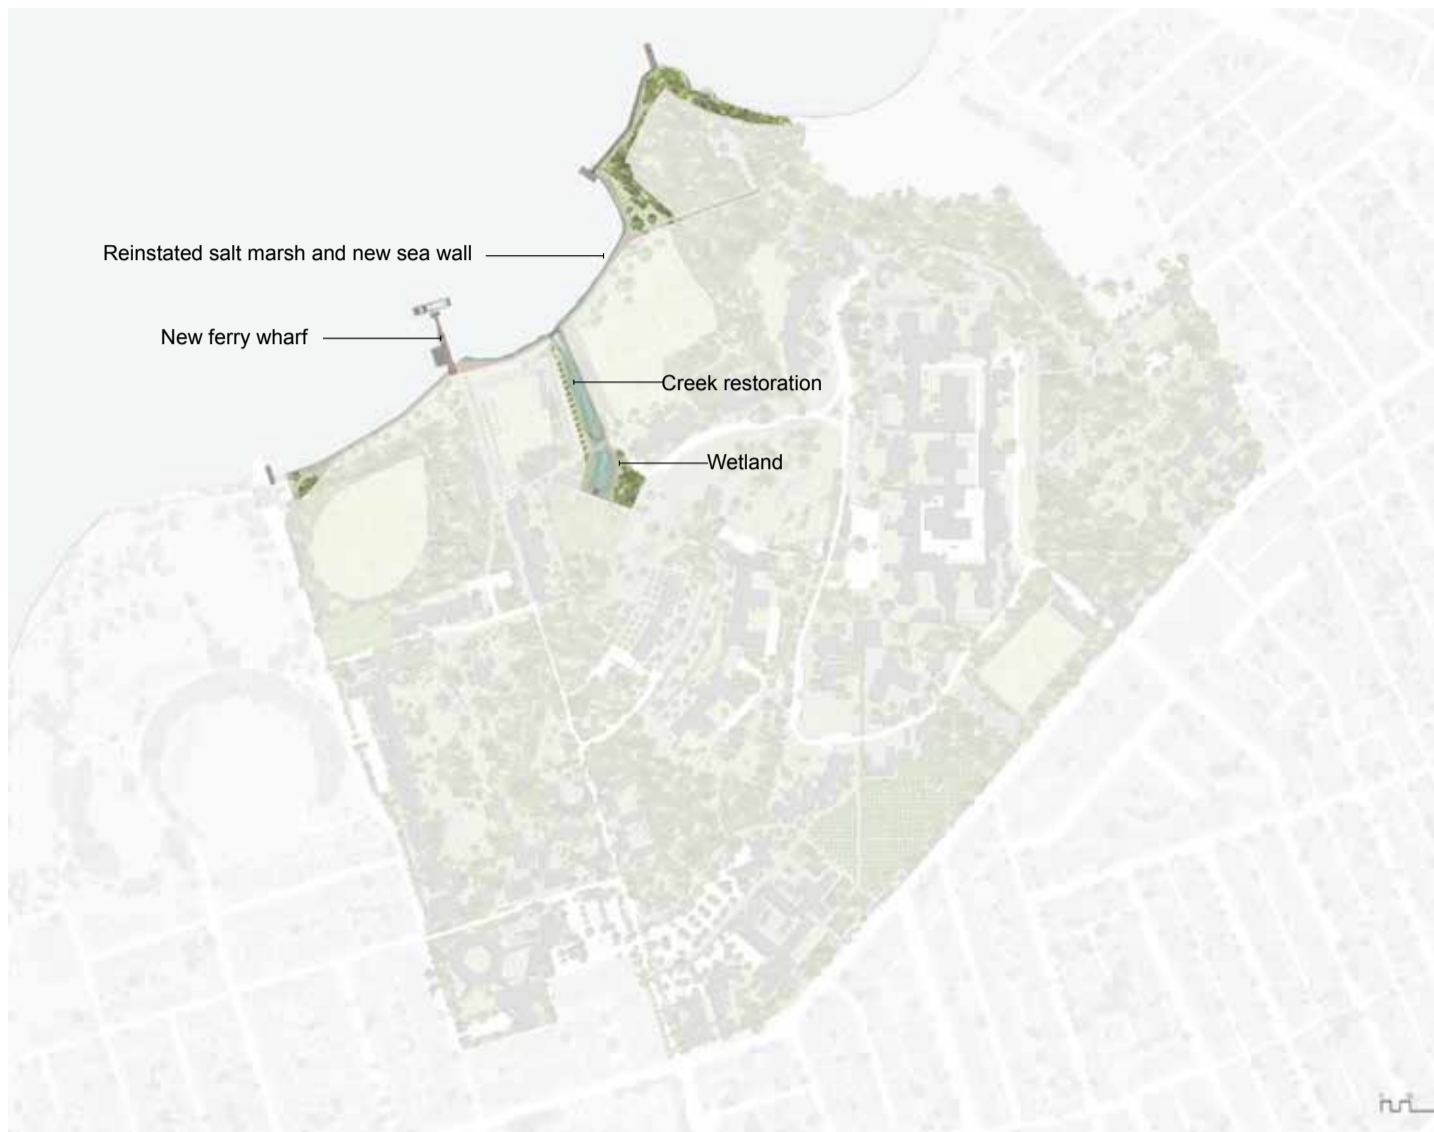 Reinstated salt marsh and new sea wall
New ferry wharf
Creek restoration
Wetland